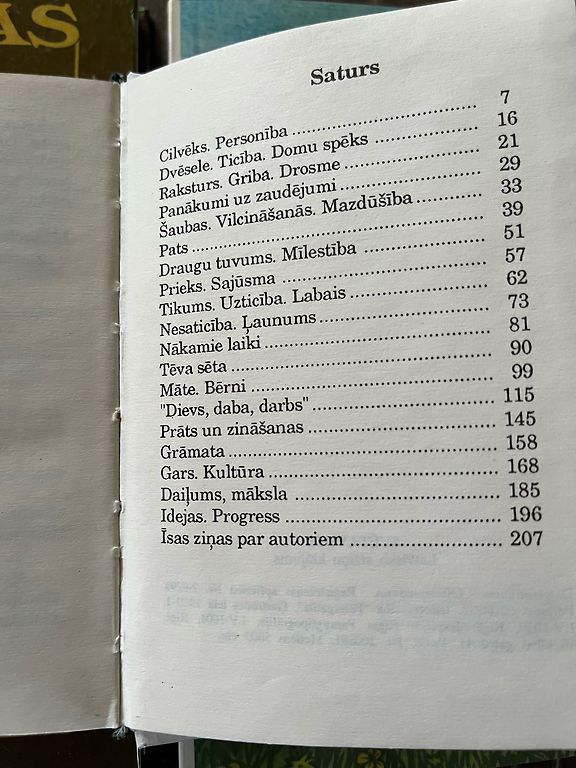 AS
Saturs
Cilvēks. Personība ........ 7
Dvēsele. Ticība. Domu spēks ........ 16
Raksturs. Griba. Drosme ........ 21
Panākumi uz zaudējumi ........ 29
Šaubas. Vilcināšanās. Mazdūšība ........ 33
Pats ........ 39
Draugu tuvums. Mīlestība ........ 51
Prieks. Sajūsma ........ 57
Tikums. Uzticība. Labais ........ 62
Nesaticība. Ļaunums ........ 73
Nākamie laiki ........ 81
Tēva sēta ........ 90
Māte. Bērni ........ 99
"Dievs, daba, darbs" ........ 115
Prāts un zināšanas ........ 145
Grāmata ........ 158
Gars. Kultūra ........ 168
Daiļums, māksla ........ 185
Idejas. Progress ........ 196
Īsas ziņas par autoriem ........ 207